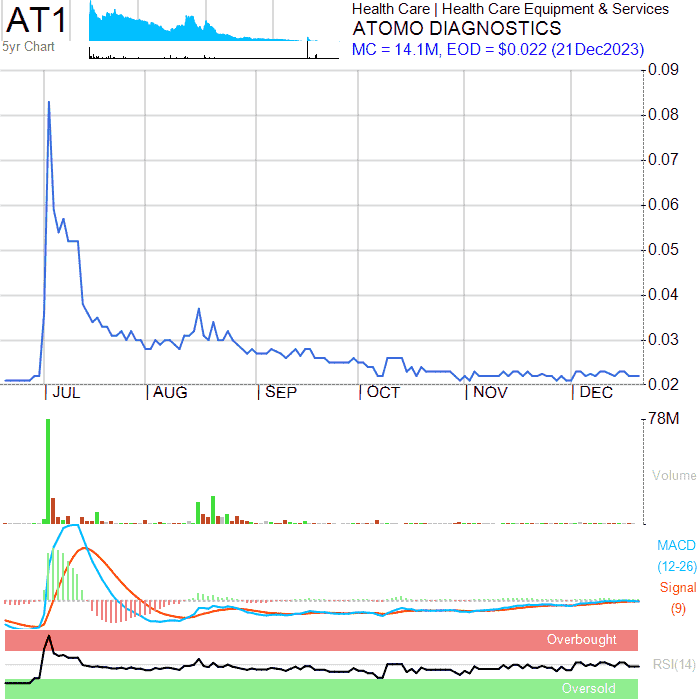 AT1
5yr Chart
Health Care | Health Care Equipment & Services
ATOMO DIAGNOSTICS
MC = 14.1M, EOD = $0.022 (21Dec2023)
0.09
0.08
0.07
0.06
0.05
0.04
0.03
0.02
JUL AUG SEP OCT NOV DEC
78M
Volume
MACD
(12-26)
Signal
(9)
Overbought
RSI(14)
Oversold